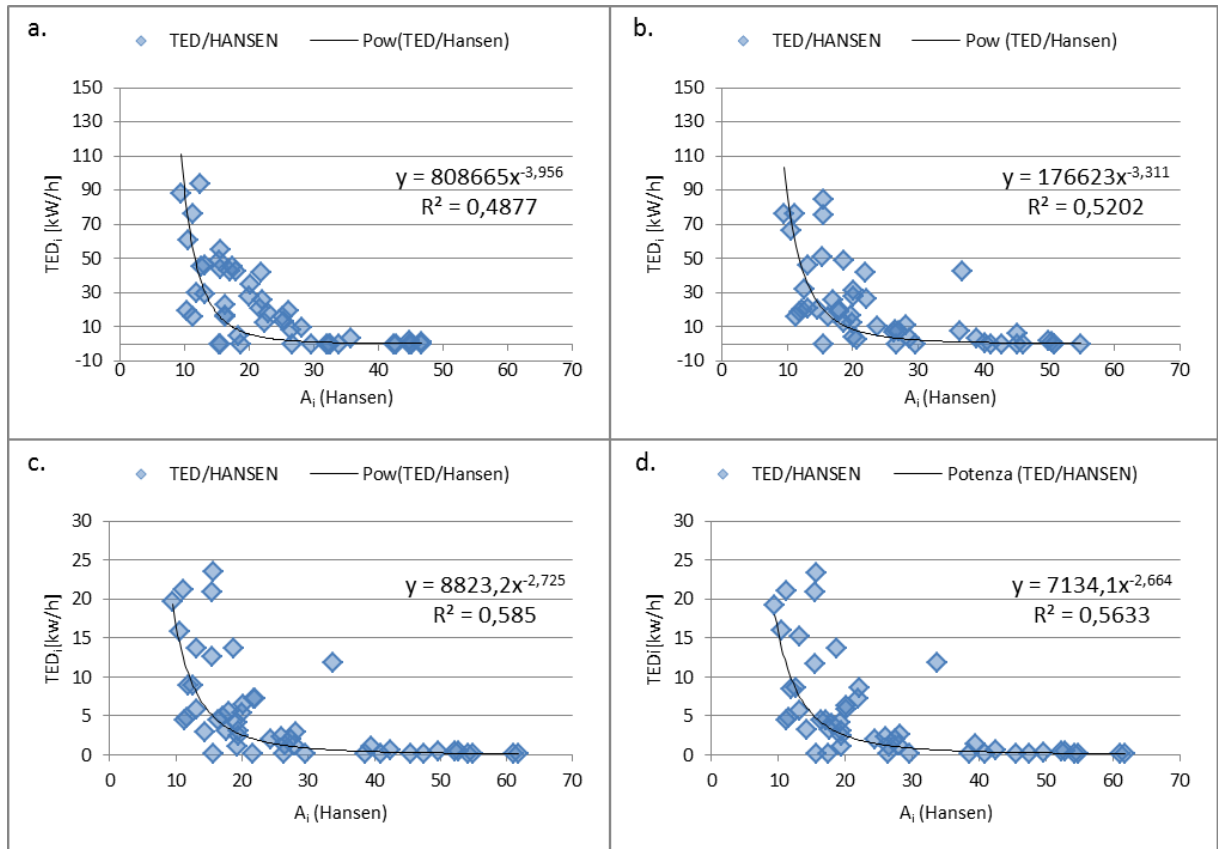 a.
TED/HANSEN Pow(TED/Hansen)
TEDi [kW/h]
150
130
110
90
70
50
30
10
-10
y = 808665x^-3,956
R² = 0,4877
0 10 20 30 40 50 60 70
Ai (Hansen)
b.
TED/HANSEN Pow (TED/Hansen)
TEDi [kW/h]
150
130
110
90
70
50
30
10
-10
y = 176623x^-3,311
R² = 0,5202
0 10 20 30 40 50 60 70
Ai (Hansen)
c.
TED/HANSEN Pow(TED/Hansen)
TEDi[kw/h]
30
25
20
15
10
5
0
y = 8823,2x^-2,725
R² = 0,585
0 10 20 30 40 50 60 70
Ai (Hansen)
d.
TED/HANSEN Potenza (TED/HANSEN)
TEDi[kw/h]
30
25
20
15
10
5
0
y = 7134,1x^-2,664
R² = 0,5633
0 10 20 30 40 50 60 70
Ai (Hansen)